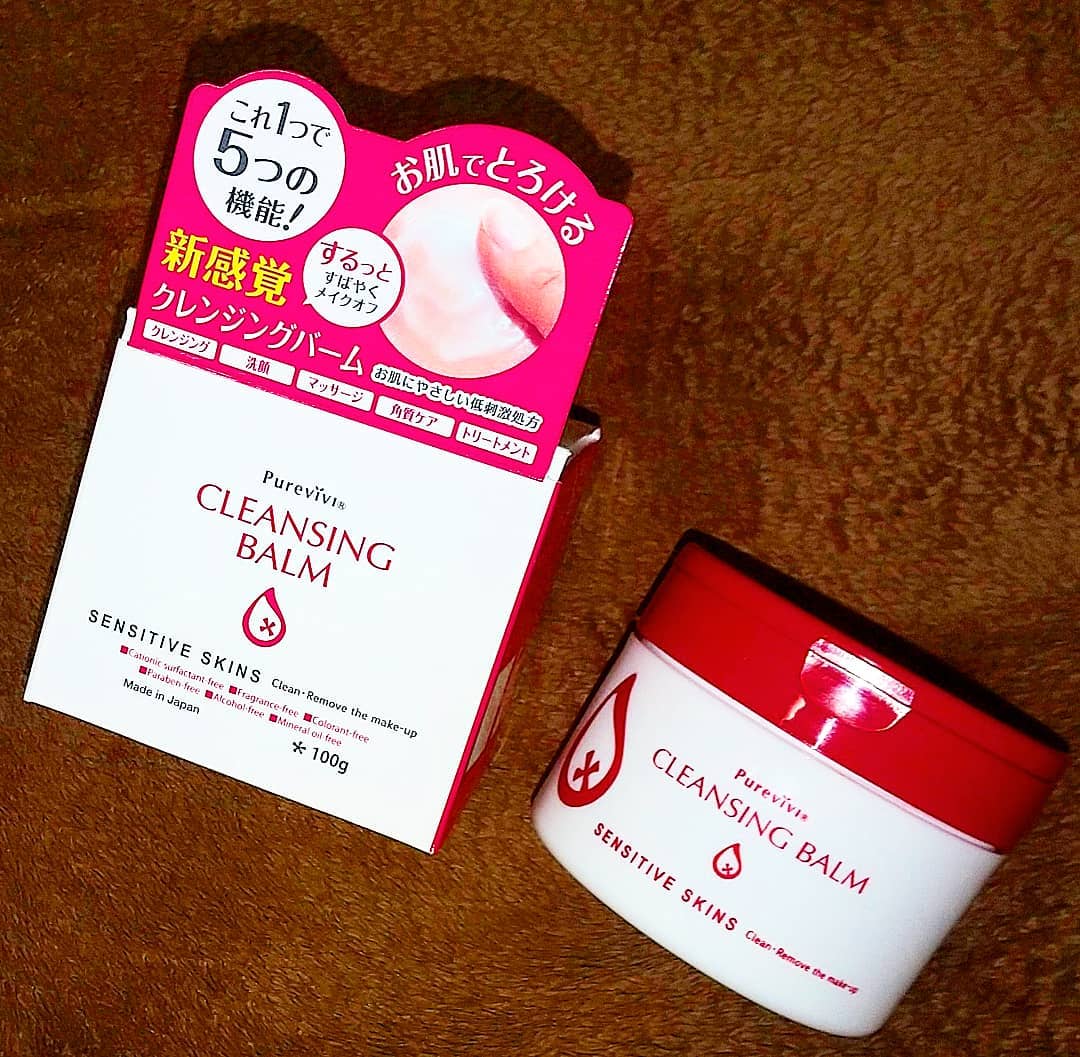 これ1つで
5つの
機能!
お肌でとろける
新感覚
するっと
すばやく
メイクオフ
クレンジングバーム
お肌にやさしい低刺激処方
クレンジング
洗顔
マッサージ
角質ケア
トリートメント
Purevivi®
CLEANSING
BALM
SENSITIVE SKINS Clean・Remove the make-up
■Cationic surfactant-free ■Fragrance-free ■Colorant-free
■Paraben-free ■Alcohol-free ■Mineral oil free
Made in Japan
100g
Purevivi®
CLEANSING BALM
SENSITIVE SKINS Clean・Remove the make-up